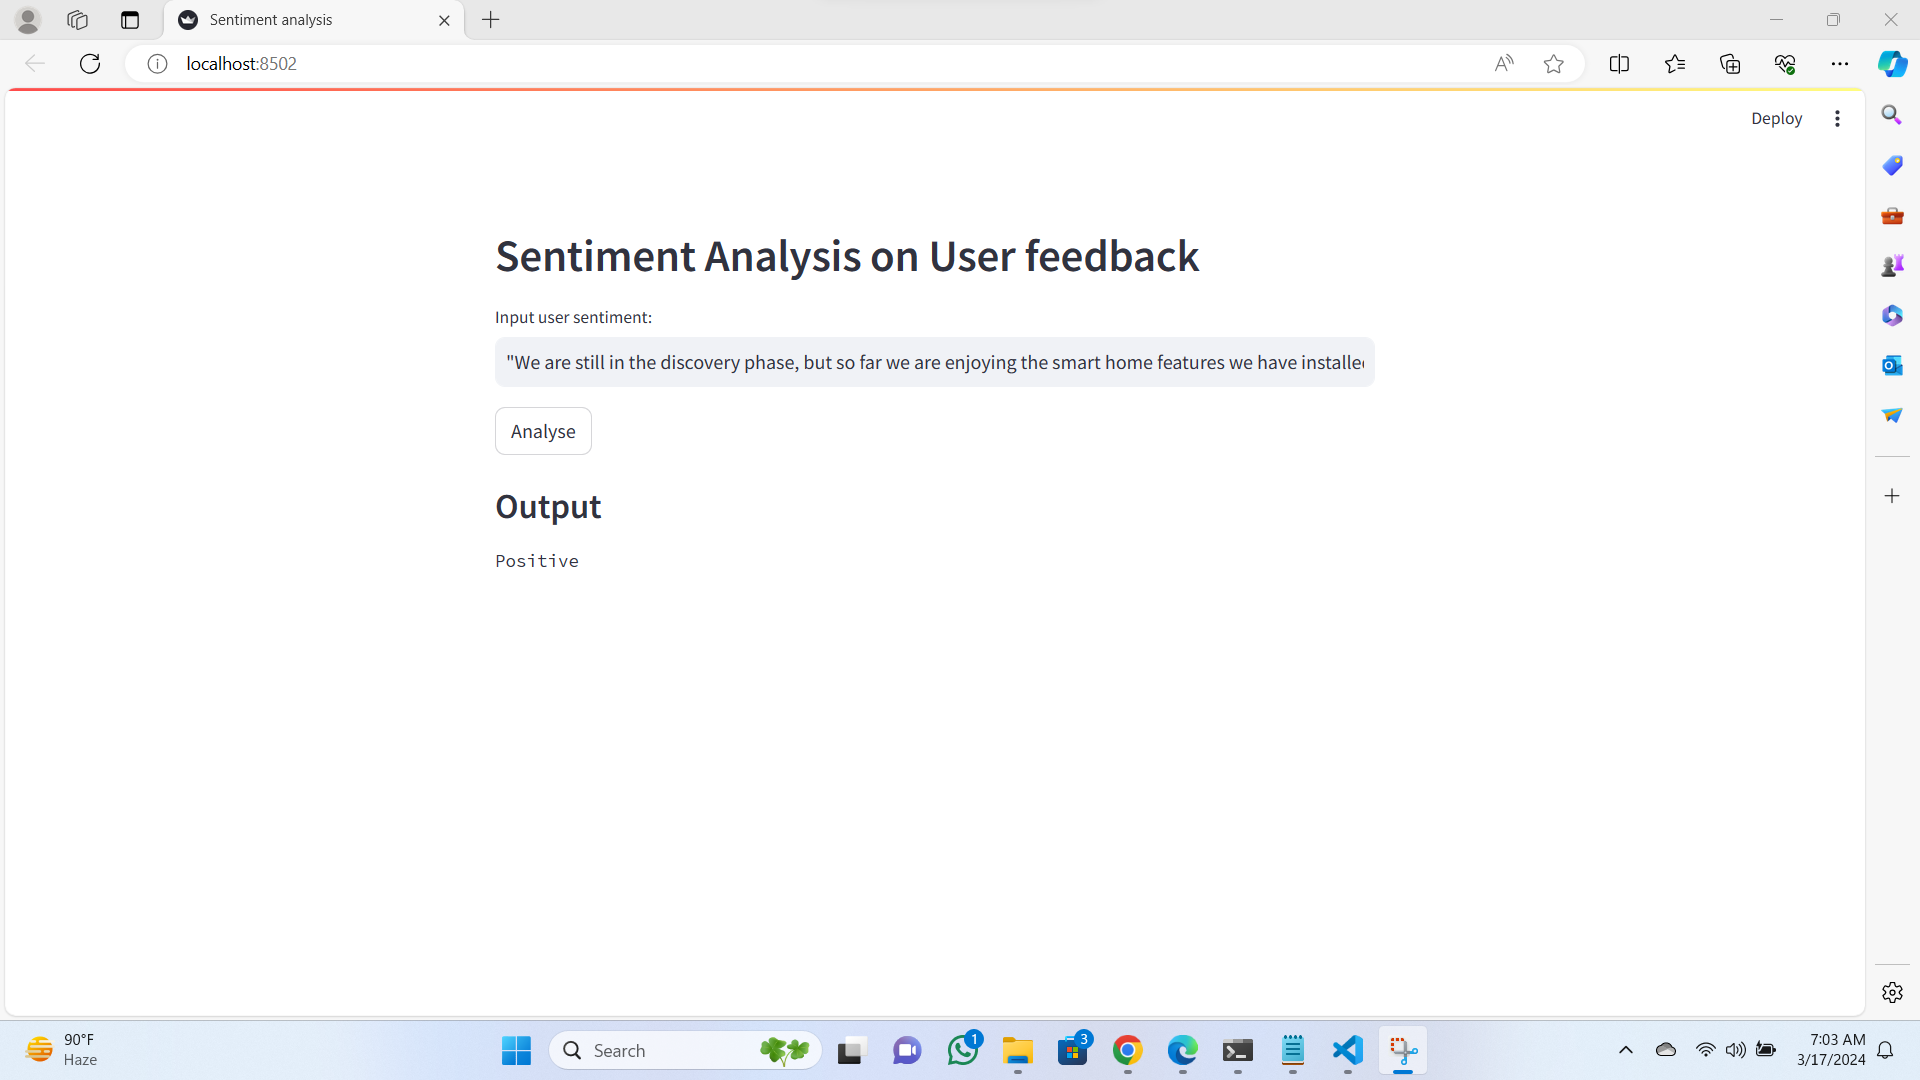 Sentiment analysis
localhost:8502
Deploy
Sentiment Analysis on User feedback
Input user sentiment:
"We are still in the discovery phase, but so far we are enjoying the smart home features we have installed
Analyse
Output
Positive
90°F
Haze
Search
1
3
7:03 AM
3/17/2024